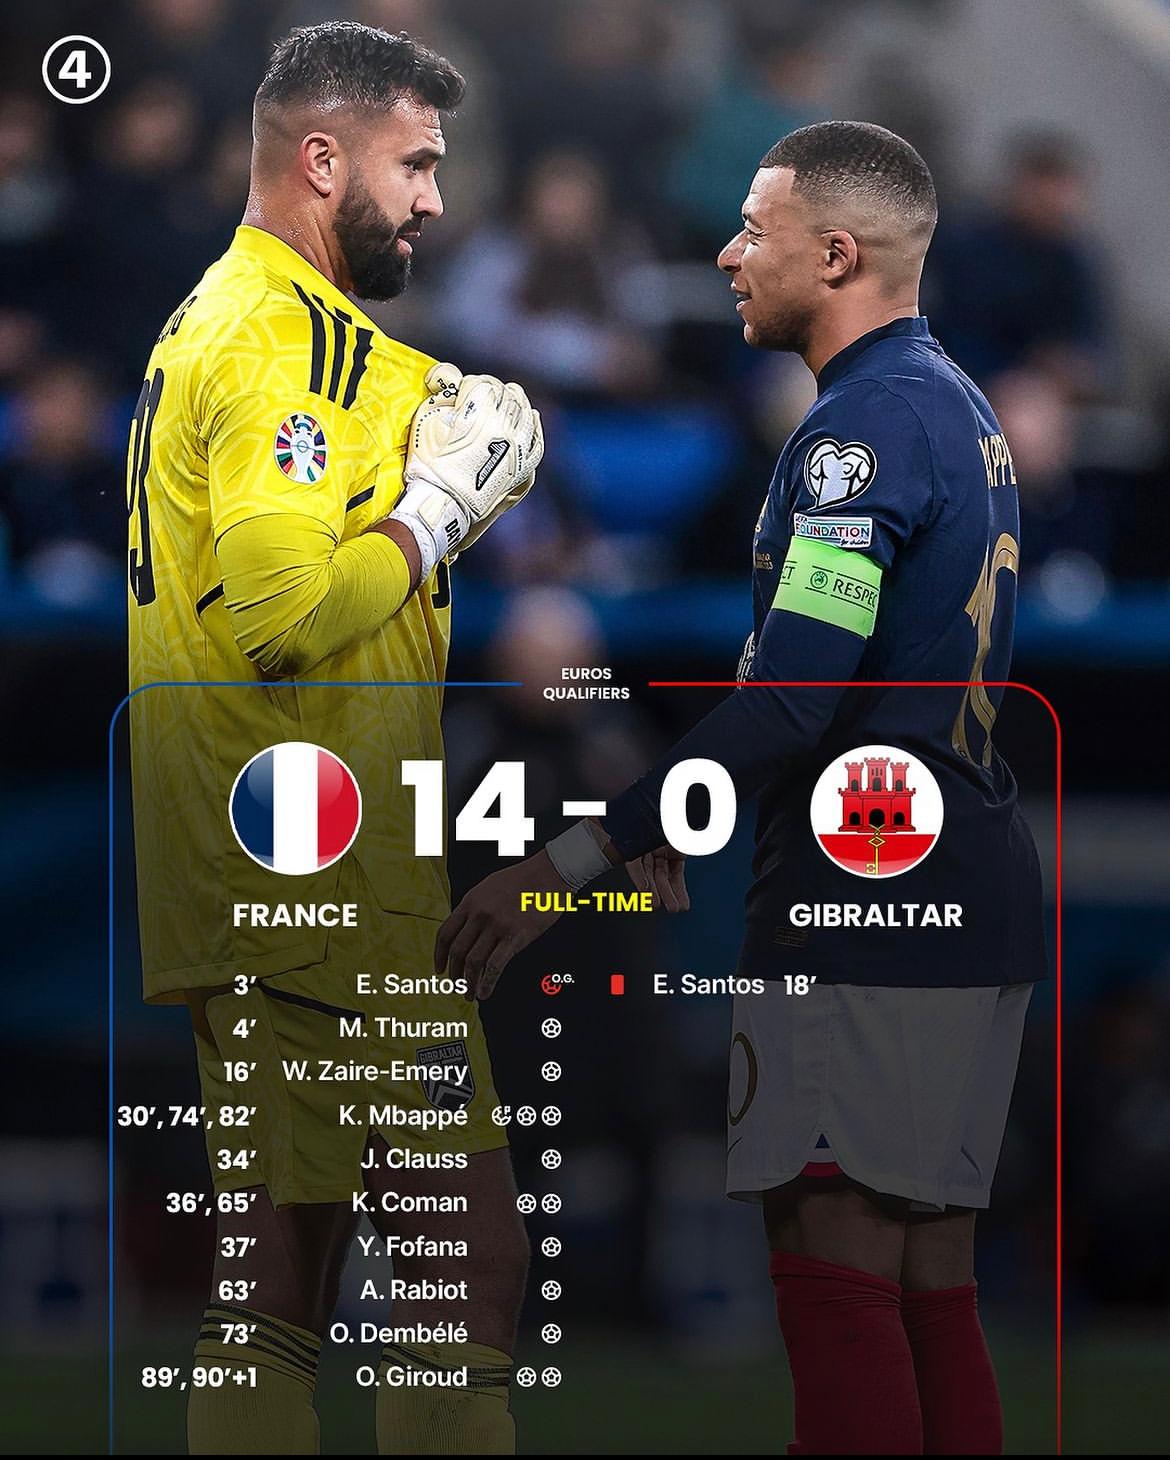 4
RESPEC
FOUNDATION
EUROS
QUALIFIERS
14 - 0
FULL-TIME
FRANCE
GIBRALTAR
3’ E. Santos O.G. E. Santos 18’
4’ M. Thuram
16’ W. Zaire-Emery
30’, 74’, 82’ K. Mbappé P
34’ J. Clauss
36’, 65’ K. Coman
37’ Y. Fofana
63’ A. Rabiot
73’ O. Dembélé
89’, 90’+1 O. Giroud
GIBRALTAR